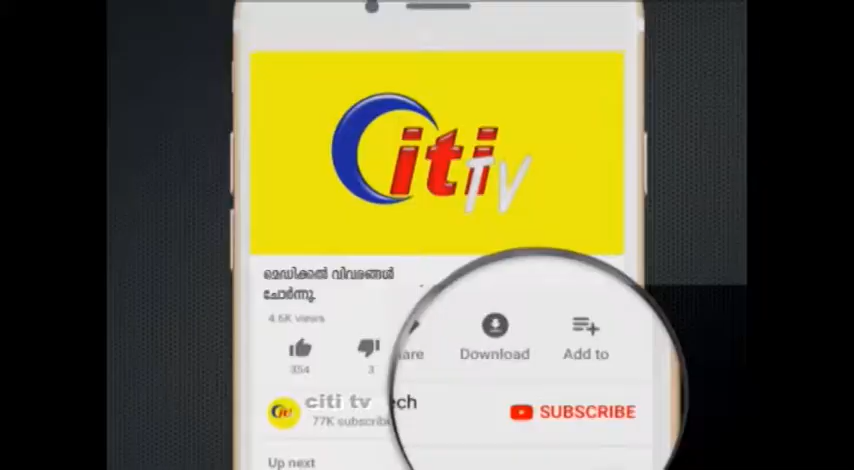 Citi
TV
മെഡിക്കൽ വിവരങ്ങൾ
ചോർന്നു.
4.6K views
are Download Add to
354 3
citi tv ech
77K subscribe
SUBSCRIBE
Up next